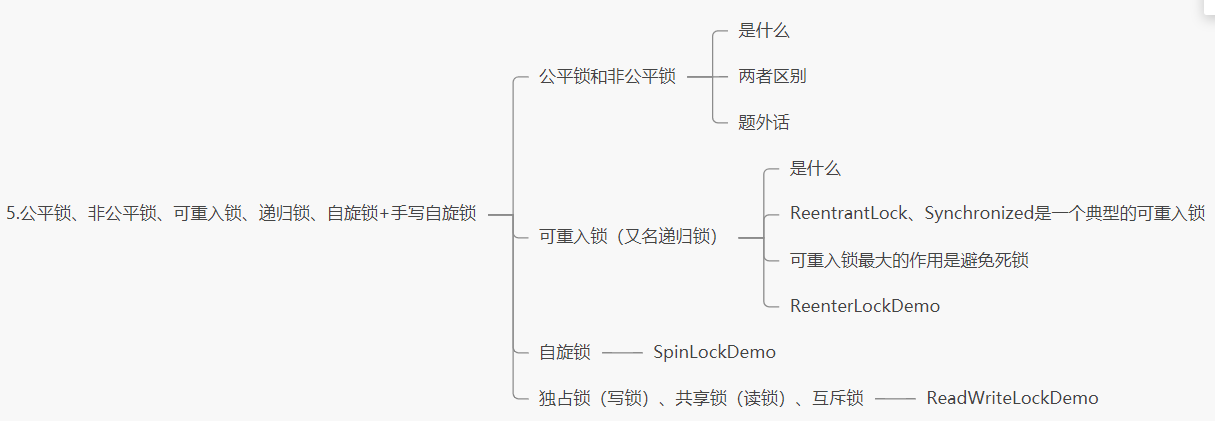 5.公平锁、非公平锁、可重入锁、递归锁、自旋锁+手写自旋锁
公平锁和非公平锁
是什么
两者区别
题外话
可重入锁（又名递归锁）
是什么
ReentrantLock、Synchronized是一个典型的可重入锁
可重入锁最大的作用是避免死锁
ReenterLockDemo
自旋锁
SpinLockDemo
独占锁（写锁）、共享锁（读锁）、互斥锁
ReadWriteLockDemo